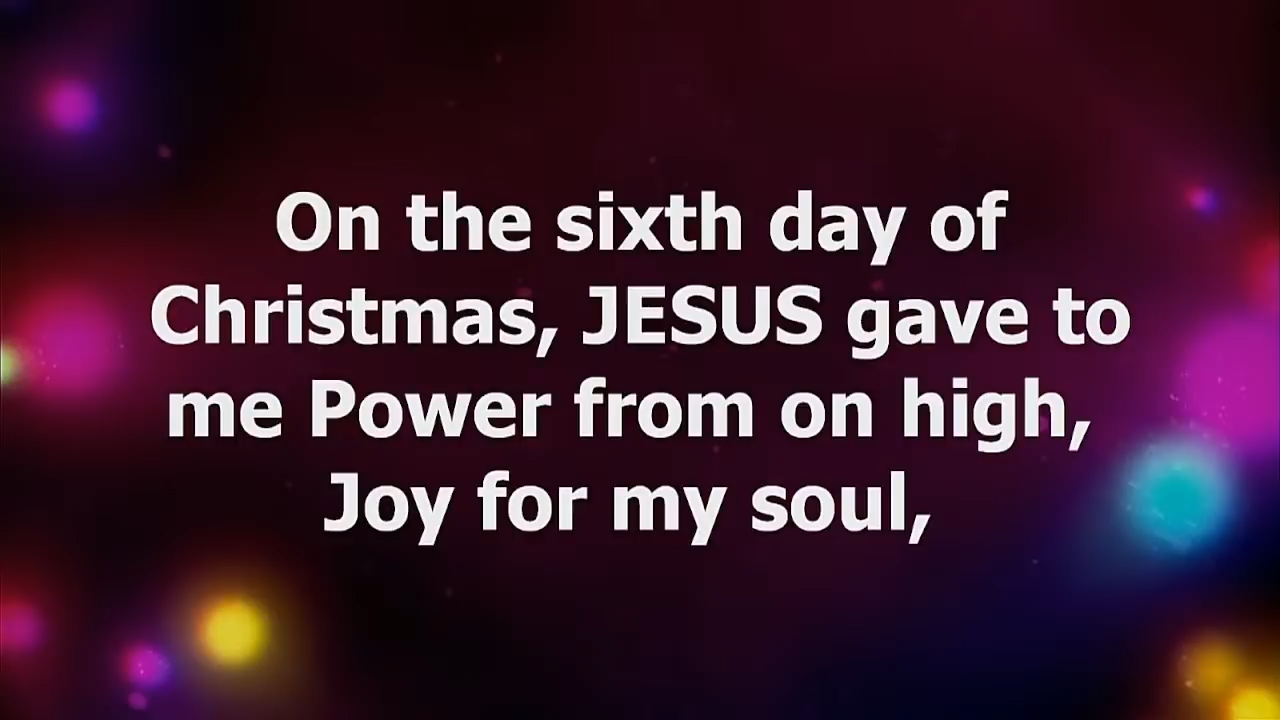 On the sixth day of
Christmas, JESUS gave to
me Power from on high,
Joy for my soul,